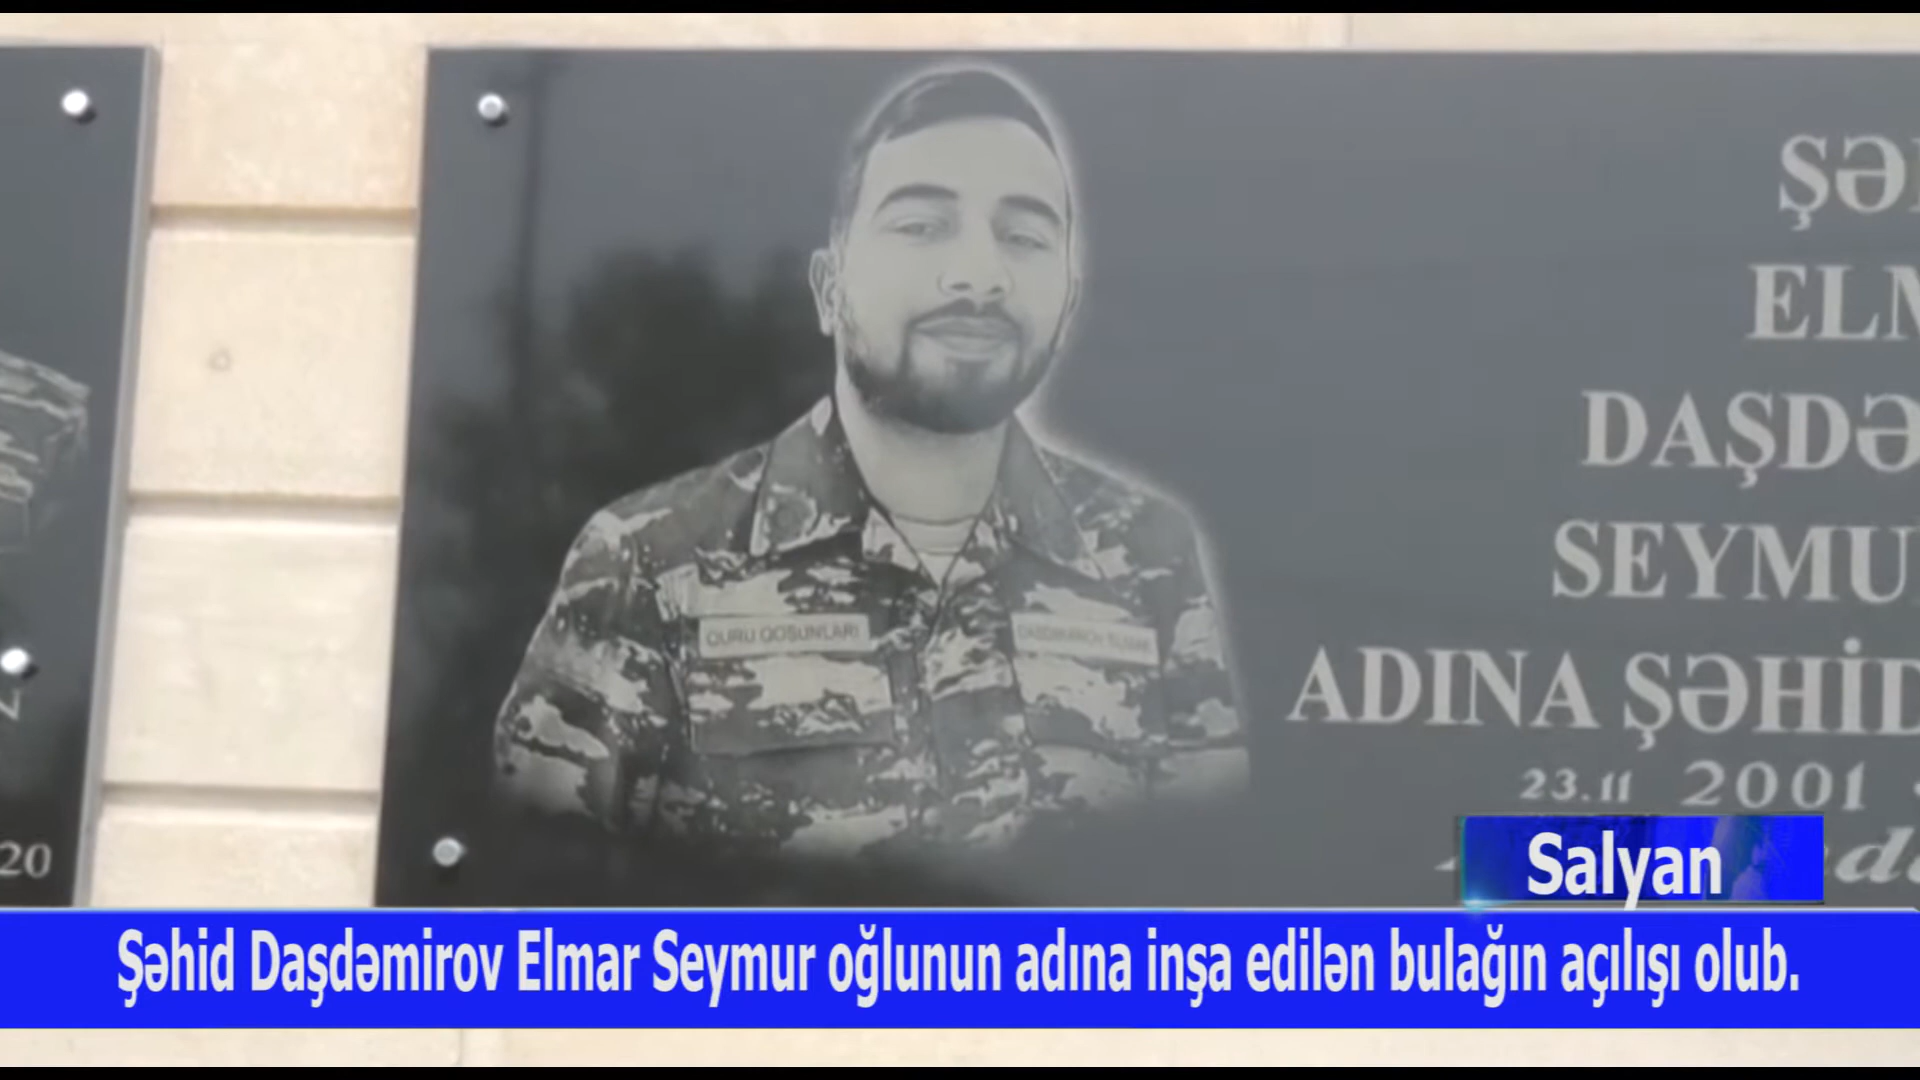 ŞƏ
ELM
DAŞDƏ
SEYMU
ADINA ŞƏHİD
23.11 2001
QURU QOŞUNLARI
20
Salyan
Şəhid Daşdəmirov Elmar Seymur oğlunun adına inşa edilən bulağın açılışı olub.